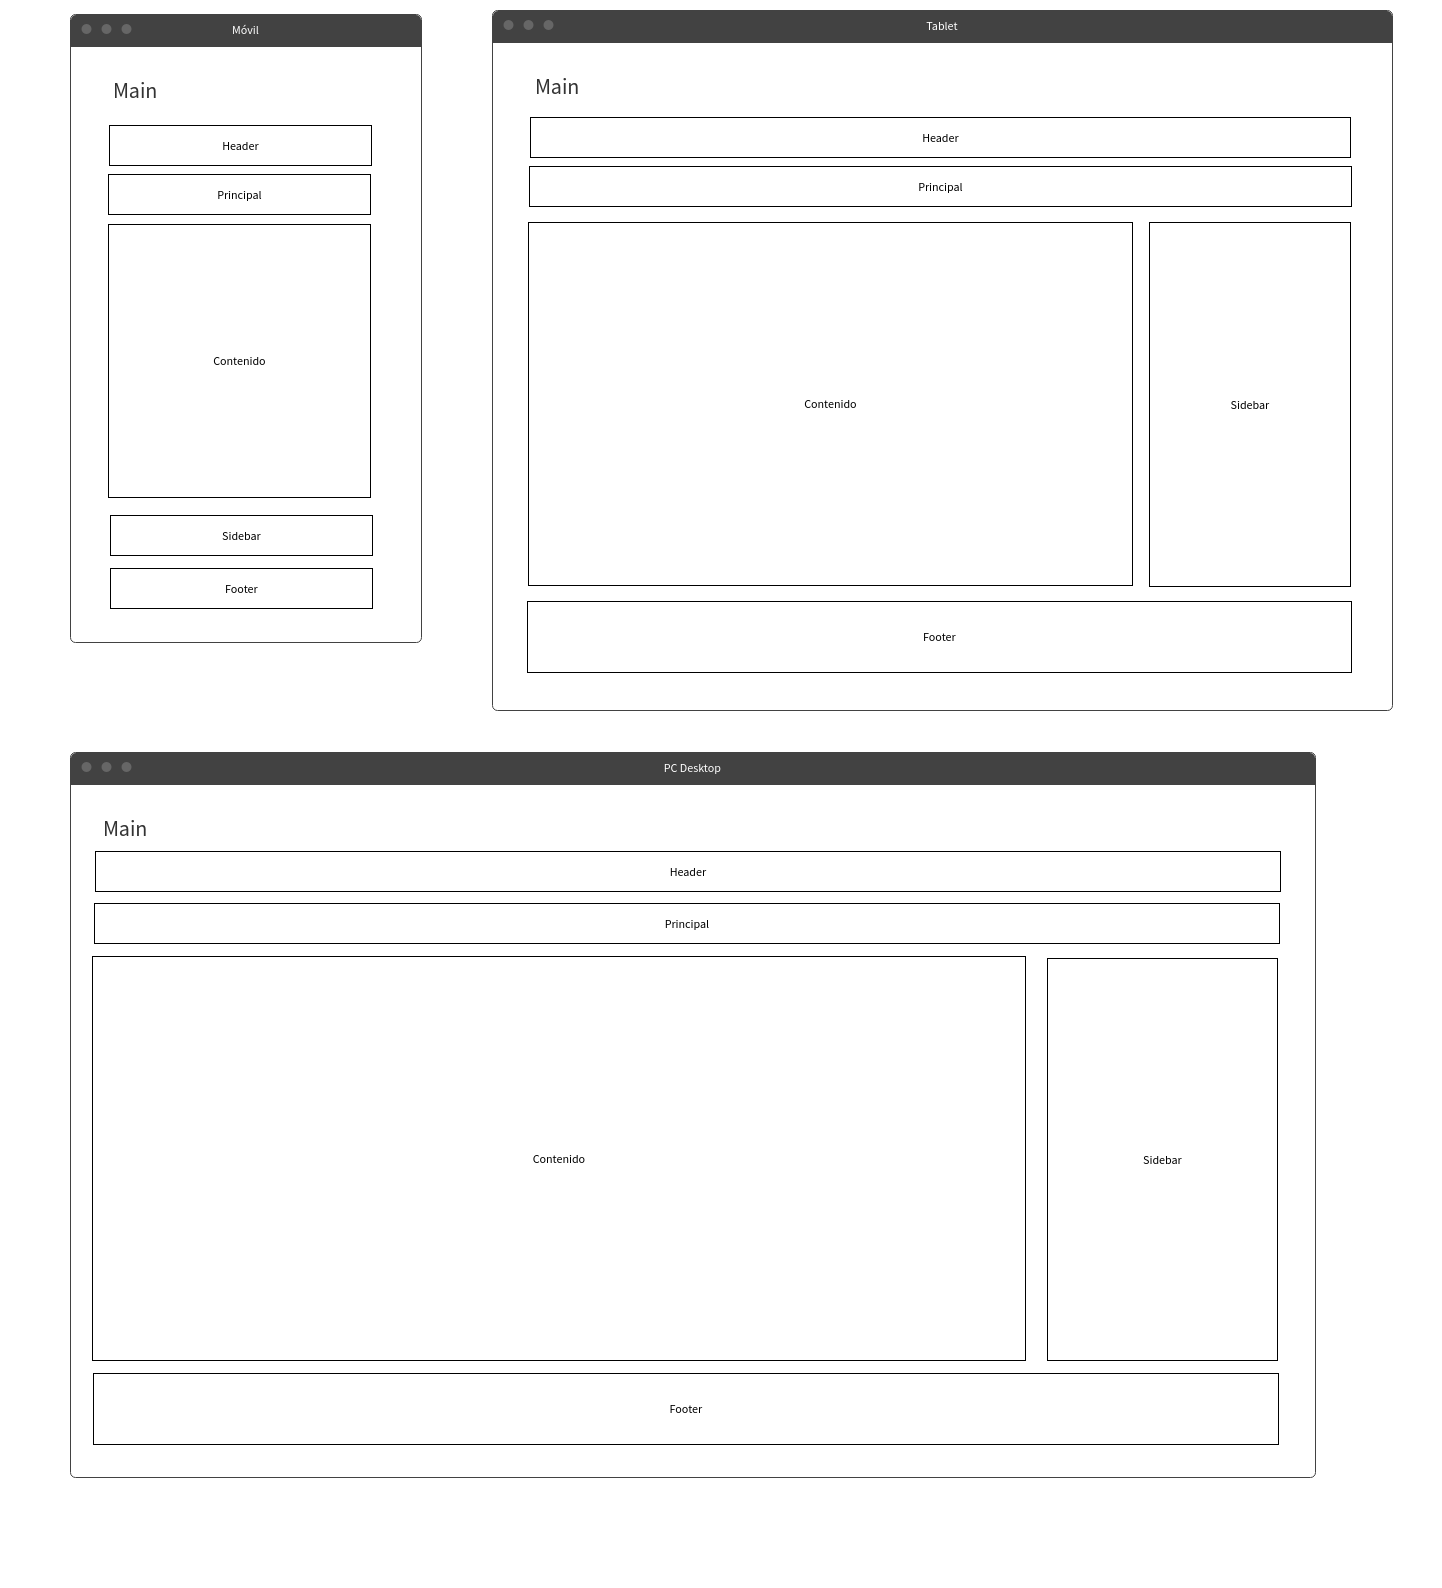 Móvil
Main
Header
Principal
Contenido
Sidebar
Footer
Tablet
Main
Header
Principal
Contenido
Sidebar
Footer
PC Desktop
Main
Header
Principal
Contenido
Sidebar
Footer